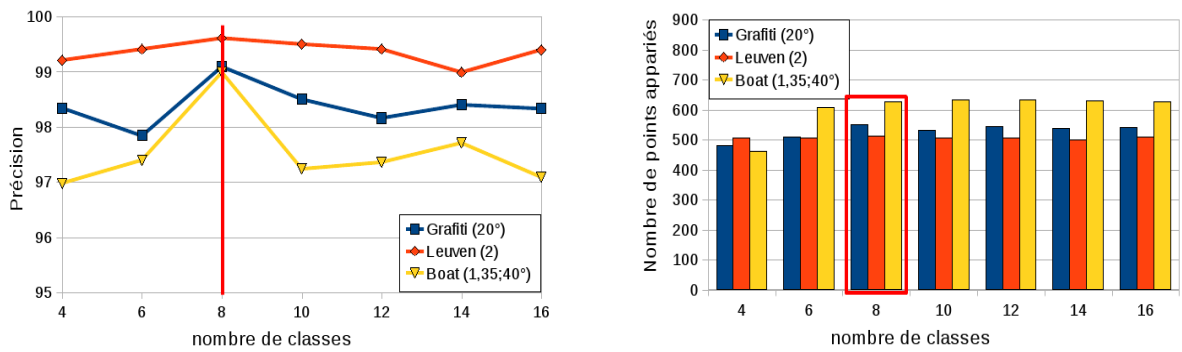 100
99
98
97
96
95
Précision
Grafiti (20°)
Leuven (2)
Boat (1,35;40°)
4 6 8 10 12 14 16
nombre de classes
900
800
700
600
500
400
300
200
100
0
Nombre de points appariés
Grafiti (20°)
Leuven (2)
Boat (1,35;40°)
4 6 8 10 12 14 16
nombre de classes